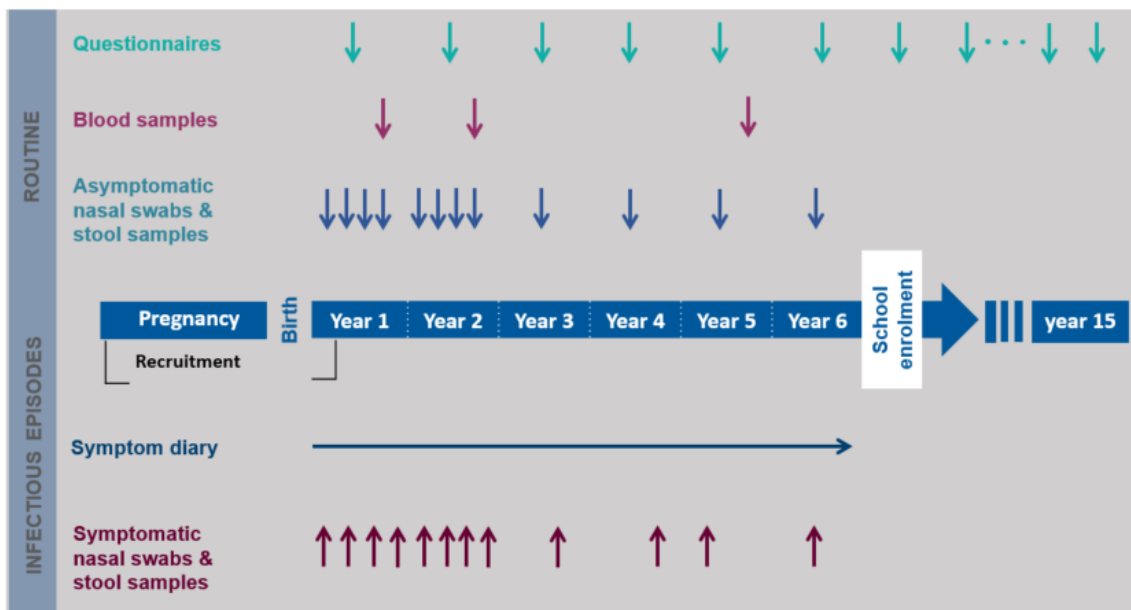 ROUTINE
Questionnaires
Blood samples
Asymptomatic
nasal swabs &
stool samples
Pregnancy
Birth
Year 1
Year 2
Year 3
Year 4
Year 5
Year 6
School
enrolment
year 15
Recruitment
INFECTIOUS EPISODES
Symptom diary
Symptomatic
nasal swabs &
stool samples